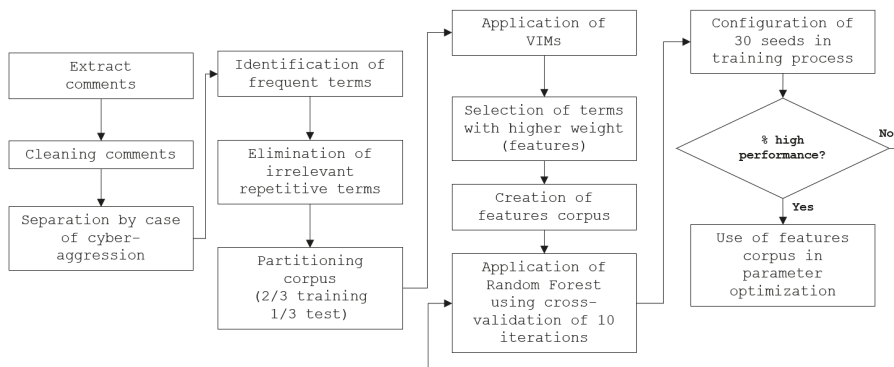 Extract
comments
Cleaning comments
Separation by case
of cyber-
aggression
Identification of
frequent terms
Elimination of
irrelevant
repetitive terms
Partitioning
corpus
(2/3 training
1/3 test)
Application of
VIMs
Selection of terms
with higher weight
(features)
Creation of
features corpus
Application of
Random Forest
using cross-
validation of 10
iterations
Configuration of
30 seeds in
training process
% high
performance?
No
Yes
Use of features
corpus in
parameter
optimization